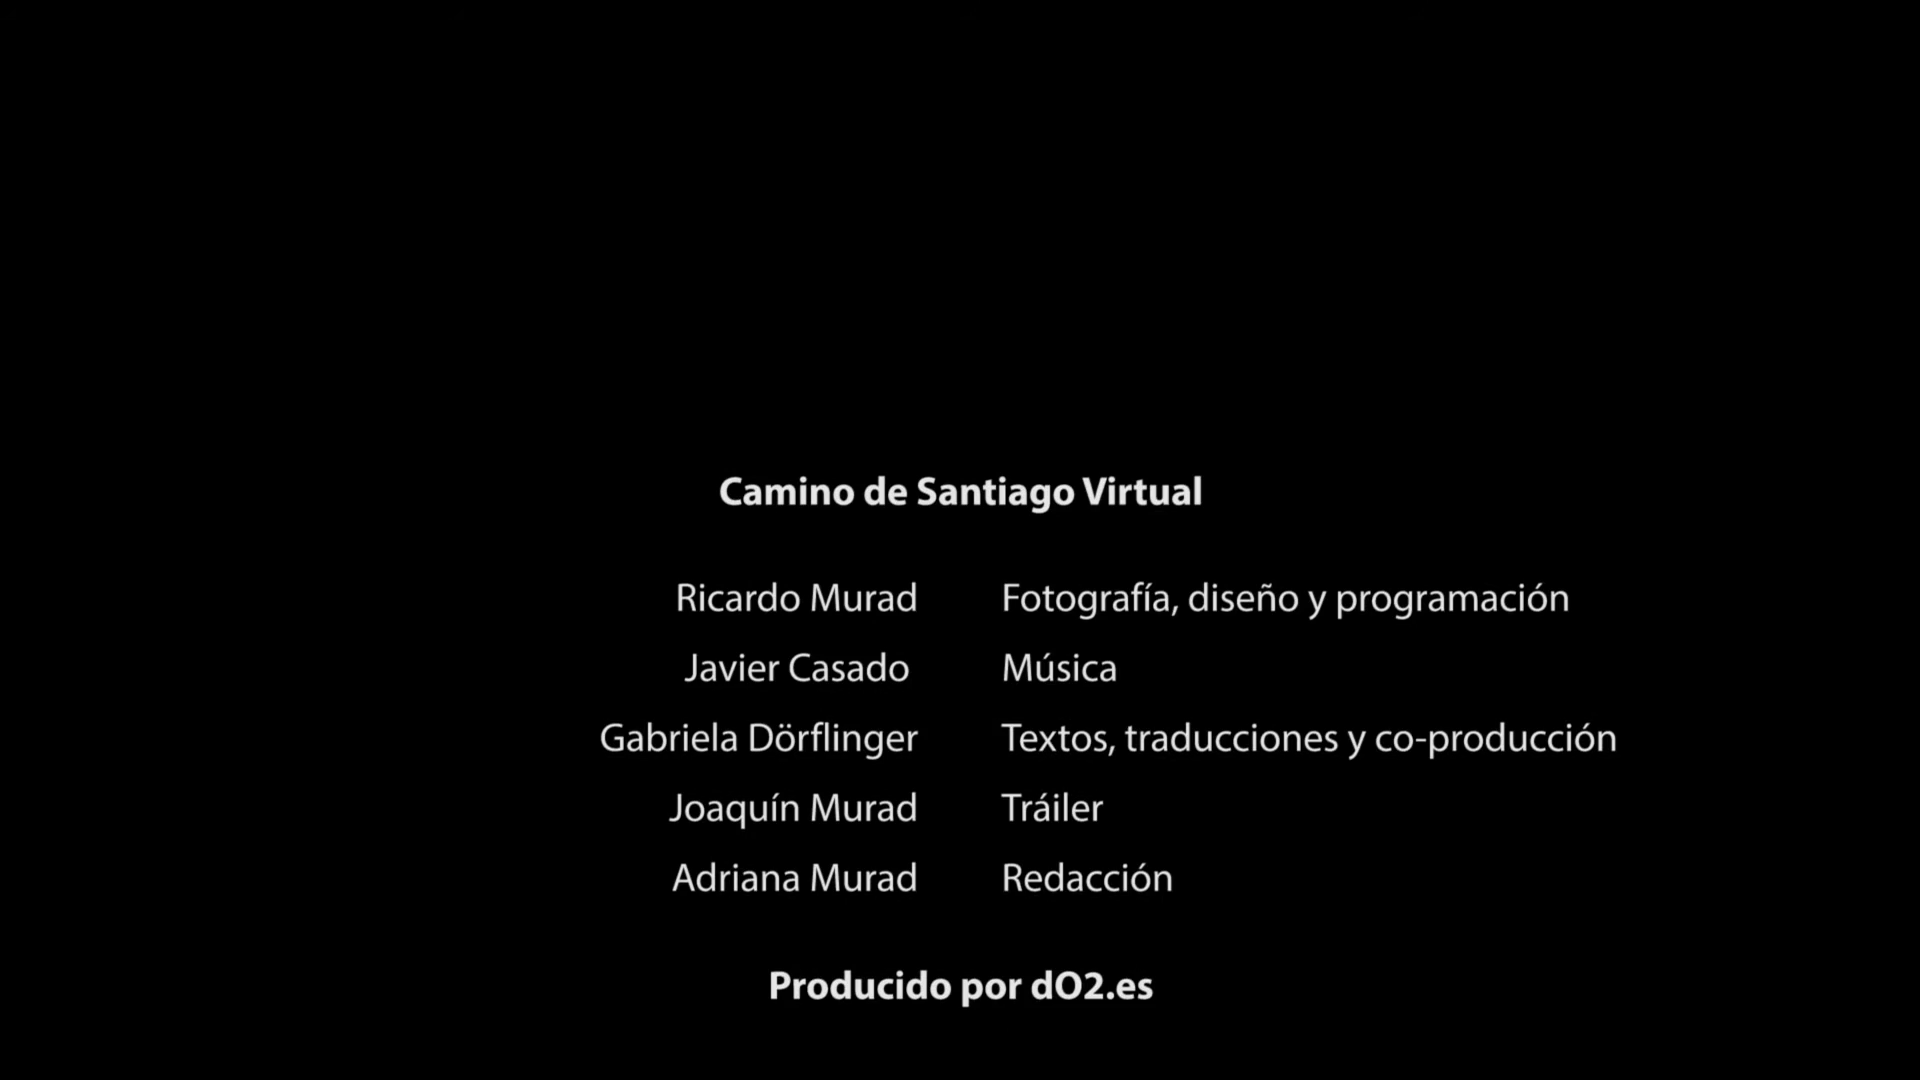 Camino de Santiago Virtual
Ricardo Murad Fotografía, diseño y programación
Javier Casado Música
Gabriela Dörflinger Textos, traducciones y co-producción
Joaquín Murad Tráiler
Adriana Murad Redacción
Producido por dO2.es